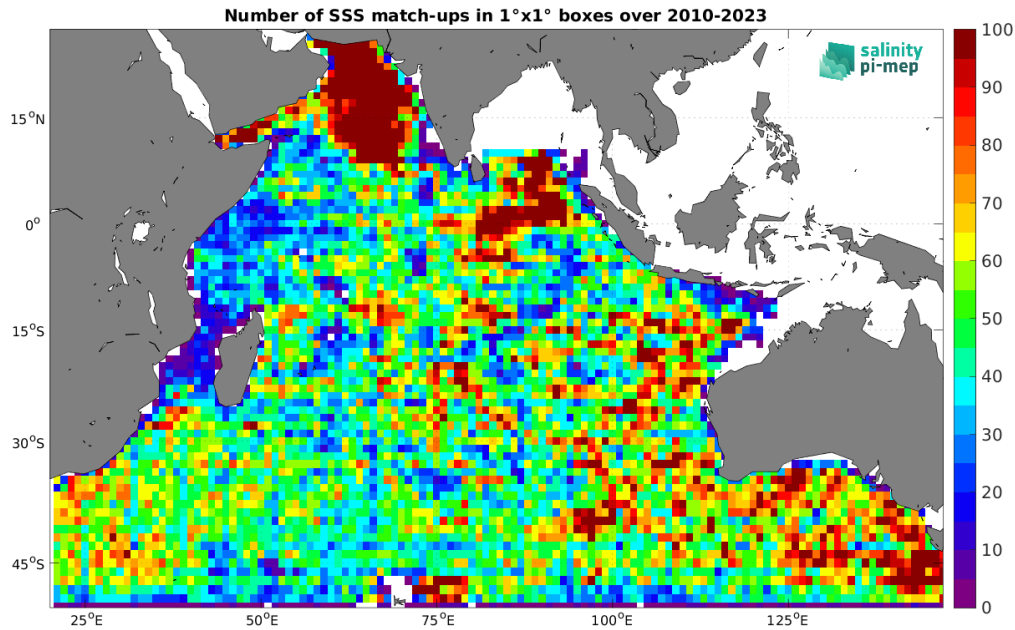 Number of SSS match-ups in 1°x1° boxes over 2010-2023
salinity
pi-mep
15°N
0°
15°S
30°S
45°S
25°E
50°E
75°E
100°E
125°E
100
90
80
70
60
50
40
30
20
10
0